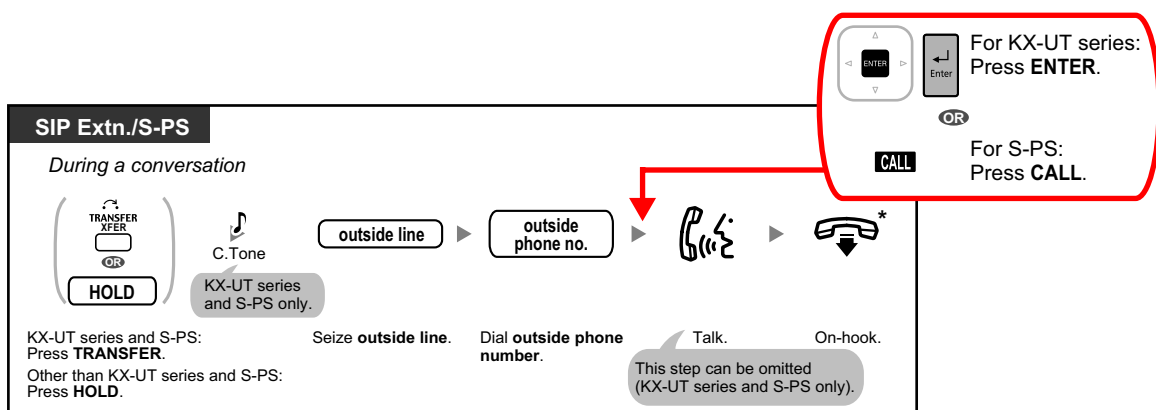 For KX-UT series:
Press ENTER.
ENTER
Enter
OR
For S-PS:
Press CALL.
CALL
SIP Extn./S-PS
During a conversation
TRANSFER
XFER
OR
HOLD
C.Tone
KX-UT series
and S-PS only.
outside line
outside
phone no.
*
KX-UT series and S-PS:
Press TRANSFER.
Other than KX-UT series and S-PS:
Press HOLD.
Seize outside line.
Dial outside phone
number.
Talk.
This step can be omitted
(KX-UT series and S-PS only).
On-hook.